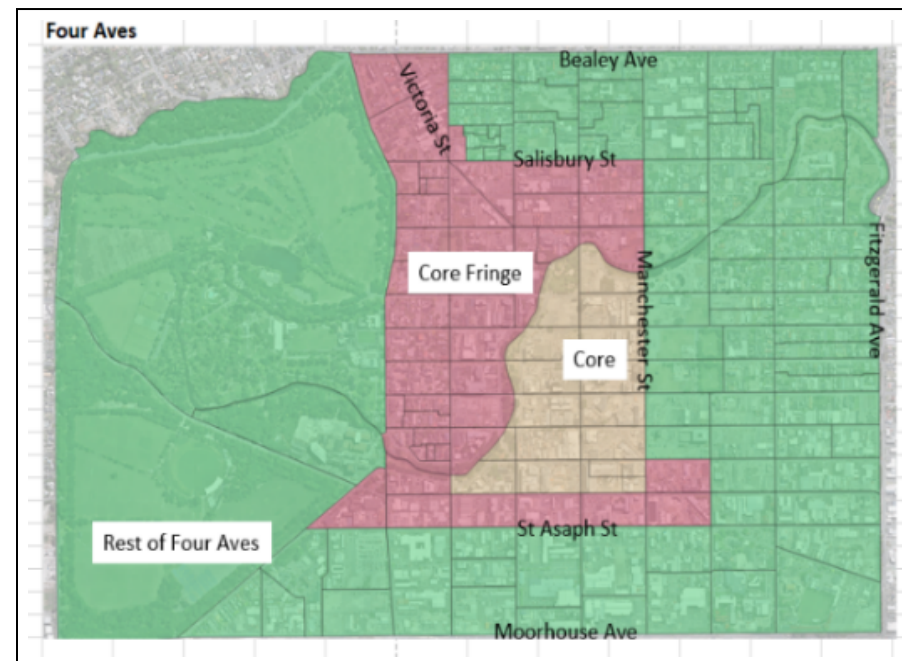 Four Aves
Bealey Ave
Victoria St
Salisbury St
Fitzgerald Ave
Manchester St
Core Fringe
Core
St Asaph St
Rest of Four Aves
Moorhouse Ave